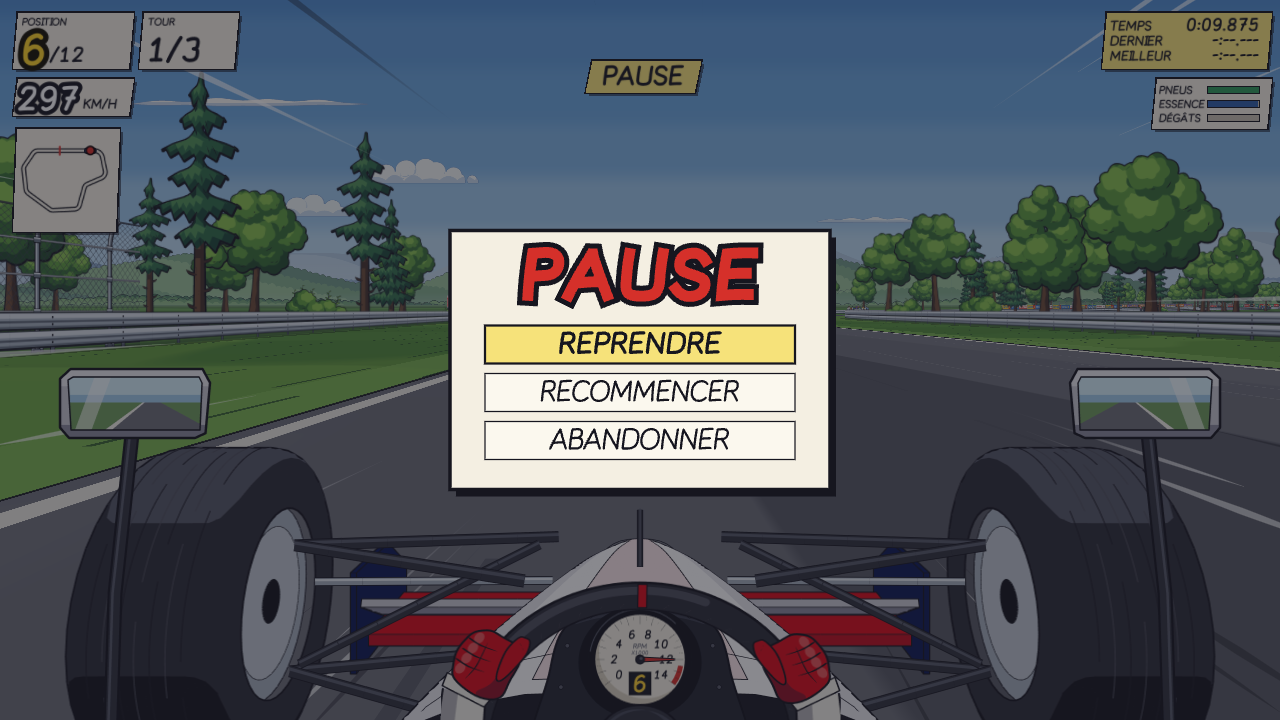 POSITION
6/12
TOUR
1/3
297 KM/H
PAUSE
TEMPS 0:09.875
DERNIER -:--.---
MEILLEUR -:--.---
PNEUS
ESSENCE
DÉGÂTS
PAUSE
REPRENDRE
RECOMMENCER
ABANDONNER
6 8
4 10
RPM
2 12
0 14
6